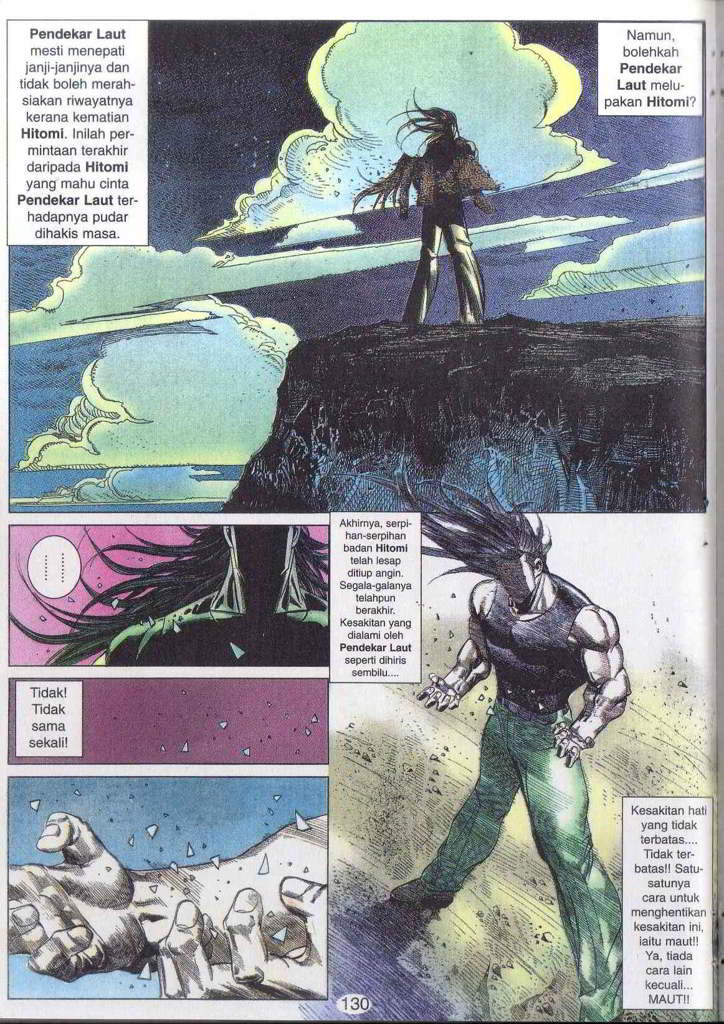 Pendekar Laut
mesti menepati
janji-janjinya dan
tidak boleh merah-
siakan riwayatnya
kerana kematian
Hitomi. Inilah per-
mintaan terakhir
daripada Hitomi
yang mahu cinta
Pendekar Laut ter-
hadapnya pudar
dihakis masa.
Namun,
bolehkah
Pendekar
Laut melu-
pakan Hitomi?
Akhirnya, serpi-
han-serpihan
badan Hitomi
telah lesap
ditiup angin.
Segala-galanya
telahpun
berakhir.
Kesakitan yang
dialami oleh
Pendekar Laut
seperti dihiris
sembilu....
Tidak!
Tidak
sama
sekali!
Kesakitan hati
yang tidak
terbatas....
Tidak ter-
batas!! Satu-
satunya
cara untuk
menghentikan
kesakitan ini,
iaitu maut!!
Ya, tiada
cara lain
kecuali...
MAUT!!
130